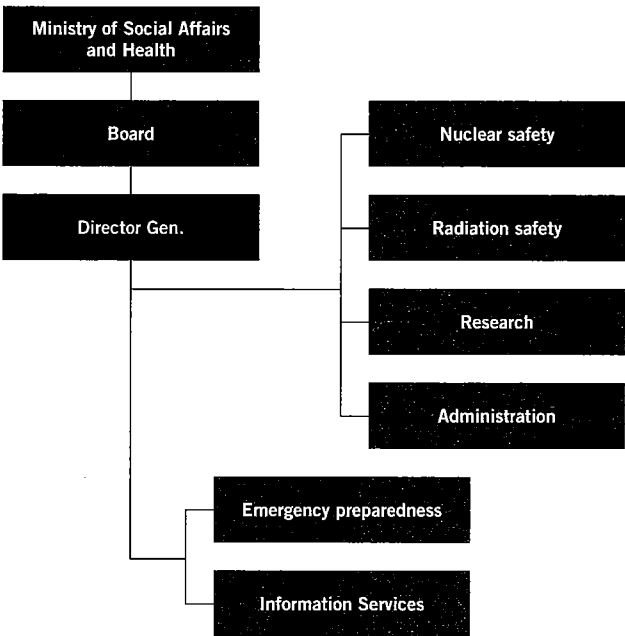 Ministry of Social Affairs
and Health
Board
Director Gen.
Nuclear safety
Radiation safety
Research
Administration
Emergency preparedness
Information Services